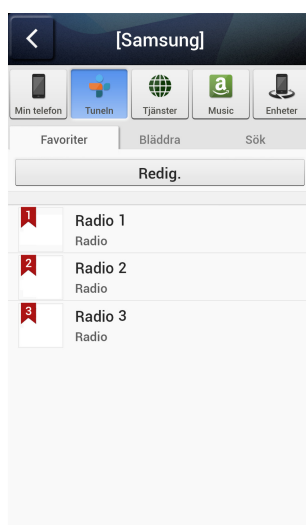 [Samsung]
Min telefon TuneIn Tjänster Music Enheter
Favoriter Bläddra Sök
Redig.
1 Radio 1
Radio
2 Radio 2
Radio
3 Radio 3
Radio